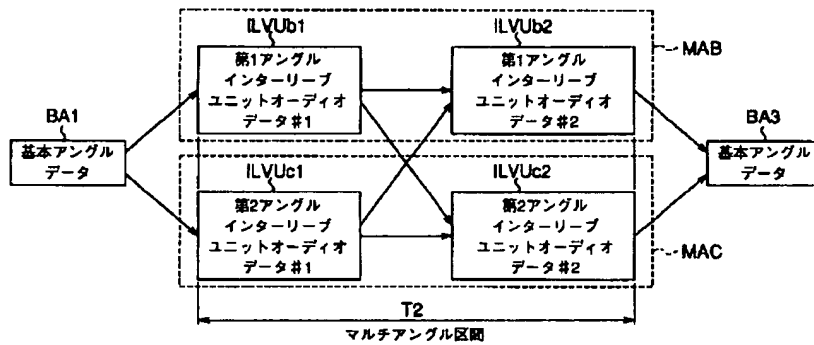 ILVUb1
ILVUb2
MAB
第1アングル
インターリーブ
ユニットオーディオ
データ#1
第1アングル
インターリーブ
ユニットオーディオ
データ#2
BA1
基本アングル
データ
BA3
基本アングル
データ
ILVUc1
ILVUc2
第2アングル
インターリーブ
ユニットオーディオ
データ#1
第2アングル
インターリーブ
ユニットオーディオ
データ#2
MAC
T2
マルチアングル区間